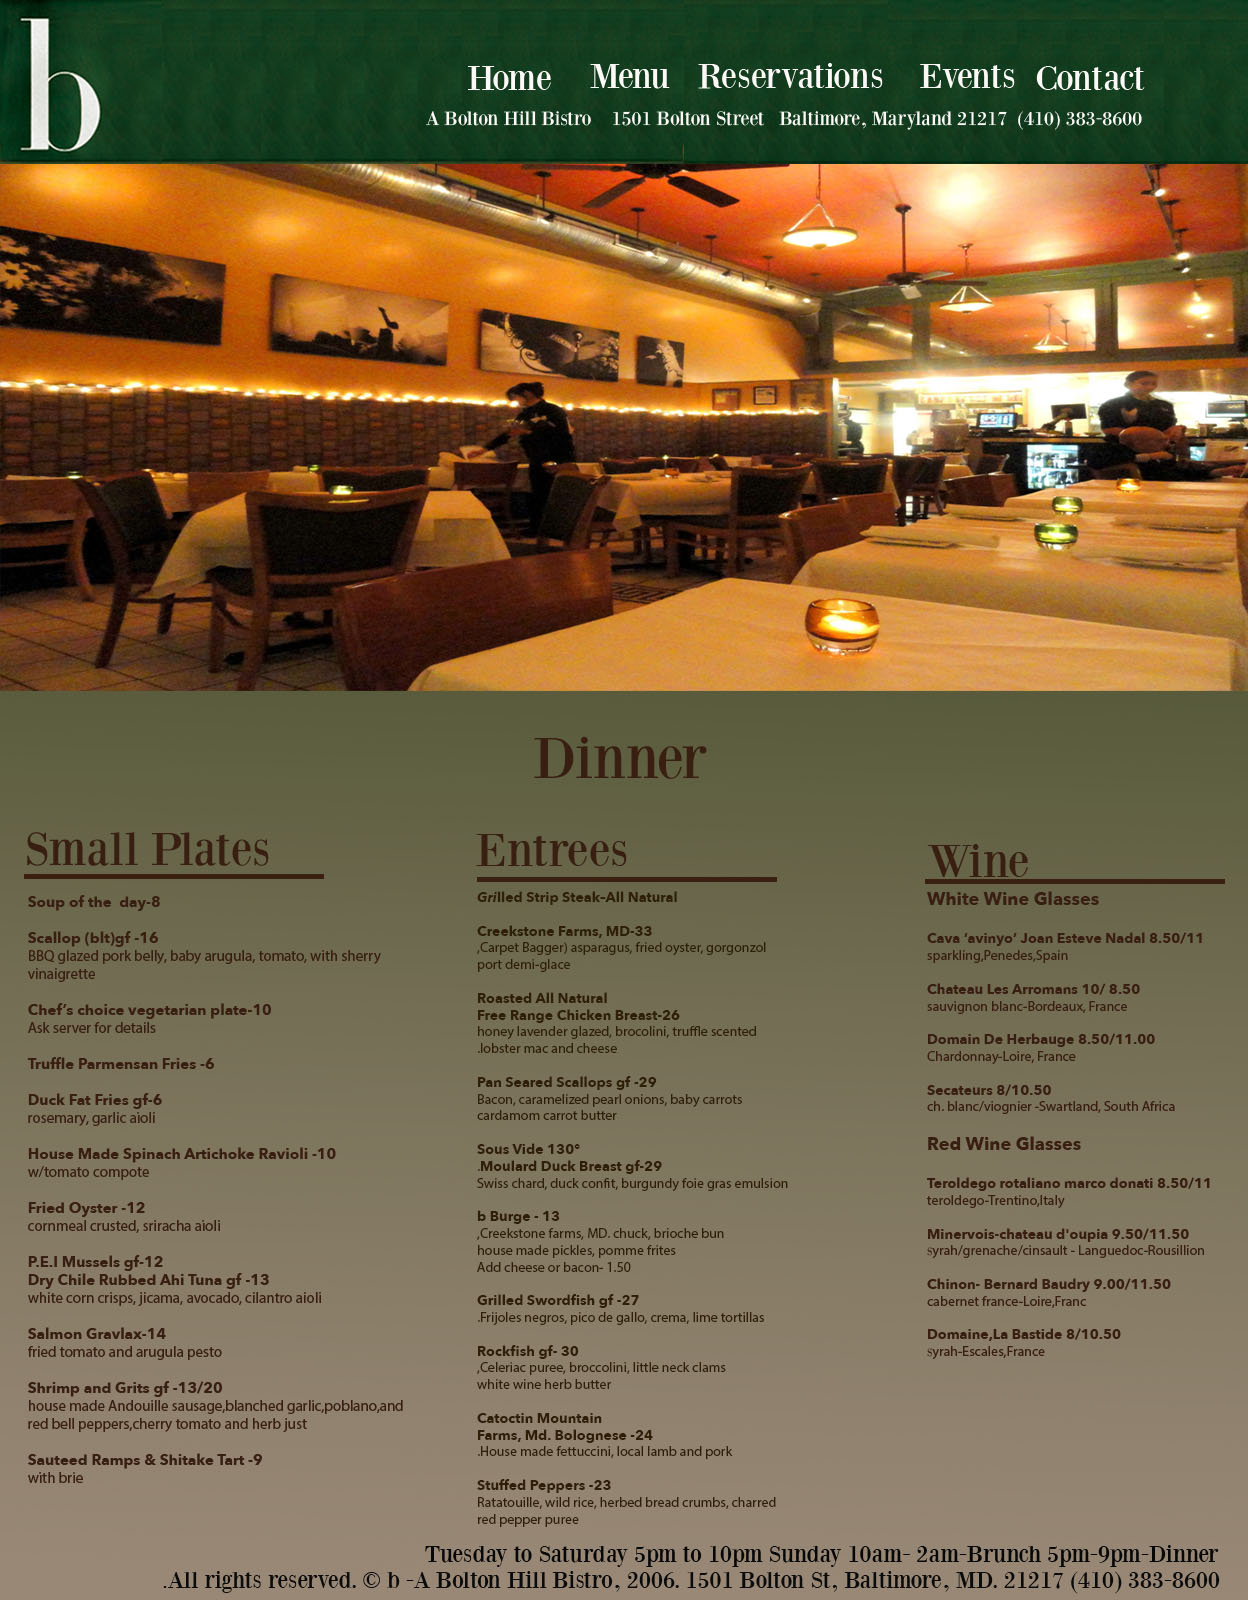 b
Home Menu Reservations Events Contact
A Bolton Hill Bistro 1501 Bolton Street Baltimore, Maryland 21217 (410) 383-8600
Dinner
Small Plates
Soup of the day-8
Scallop (blt)gf -16
BBQ glazed pork belly, baby arugula, tomato, with sherry
vinaigrette
Chef's choice vegetarian plate-10
Ask server for details
Truffle Parmensan Fries -6
Duck Fat Fries gf-6
rosemary, garlic aioli
House Made Spinach Artichoke Ravioli -10
w/tomato compote
Fried Oyster -12
cornmeal crusted, sriracha aioli
P.E.I Mussels gf-12
Dry Chile Rubbed Ahi Tuna gf -13
white corn crisps, jicama, avocado, cilantro aioli
Salmon Gravlax-14
fried tomato and arugula pesto
Shrimp and Grits gf -13/20
house made Andouille sausage,blanched garlic,poblano,and
red bell peppers,cherry tomato and herb just
Sauteed Ramps & Shitake Tart -9
with brie
Entrees
Grilled Strip Steak–All Natural
Creekstone Farms, MD-33
,Carpet Bagger) asparagus, fried oyster, gorgonzol
port demi-glace
Roasted All Natural
Free Range Chicken Breast-26
honey lavender glazed, brocolini, truffle scented
.lobster mac and cheese
Pan Seared Scallops gf -29
Bacon, caramelized pearl onions, baby carrots
cardamom carrot butter
Sous Vide 130°
.Moulard Duck Breast gf-29
Swiss chard, duck confit, burgundy foie gras emulsion
b Burge - 13
,Creekstone farms, MD. chuck, brioche bun
house made pickles, pomme frites
Add cheese or bacon- 1.50
Grilled Swordfish gf -27
.Frijoles negros, pico de gallo, crema, lime tortillas
Rockfish gf- 30
,Celeriac puree, broccolini, little neck clams
white wine herb butter
Catoctin Mountain
Farms, Md. Bolognese -24
.House made fettuccini, local lamb and pork
Stuffed Peppers -23
Ratatouille, wild rice, herbed bread crumbs, charred
red pepper puree
Wine
White Wine Glasses
Cava 'avinyo' Joan Esteve Nadal 8.50/11
sparkling,Penedes,Spain
Chateau Les Arromans 10/ 8.50
sauvignon blanc-Bordeaux, France
Domain De Herbauge 8.50/11.00
Chardonnay-Loire, France
Secateurs 8/10.50
ch. blanc/viognier -Swartland, South Africa
Red Wine Glasses
Teroldego rotaliano marco donati 8.50/11
teroldego-Trentino,Italy
Minervois-chateau d'oupia 9.50/11.50
syrah/grenache/cinsault - Languedoc-Rousillion
Chinon- Bernard Baudry 9.00/11.50
cabernet france-Loire,Franc
Domaine,La Bastide 8/10.50
syrah-Escales,France
Tuesday to Saturday 5pm to 10pm Sunday 10am- 2am-Brunch 5pm-9pm-Dinner
.All rights reserved. © b -A Bolton Hill Bistro, 2006. 1501 Bolton St, Baltimore, MD. 21217 (410) 383-8600